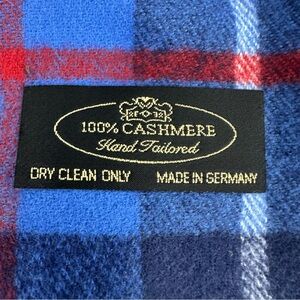 100% CASHMERE
Hand Tailored
DRY CLEAN ONLY MADE IN GERMANY